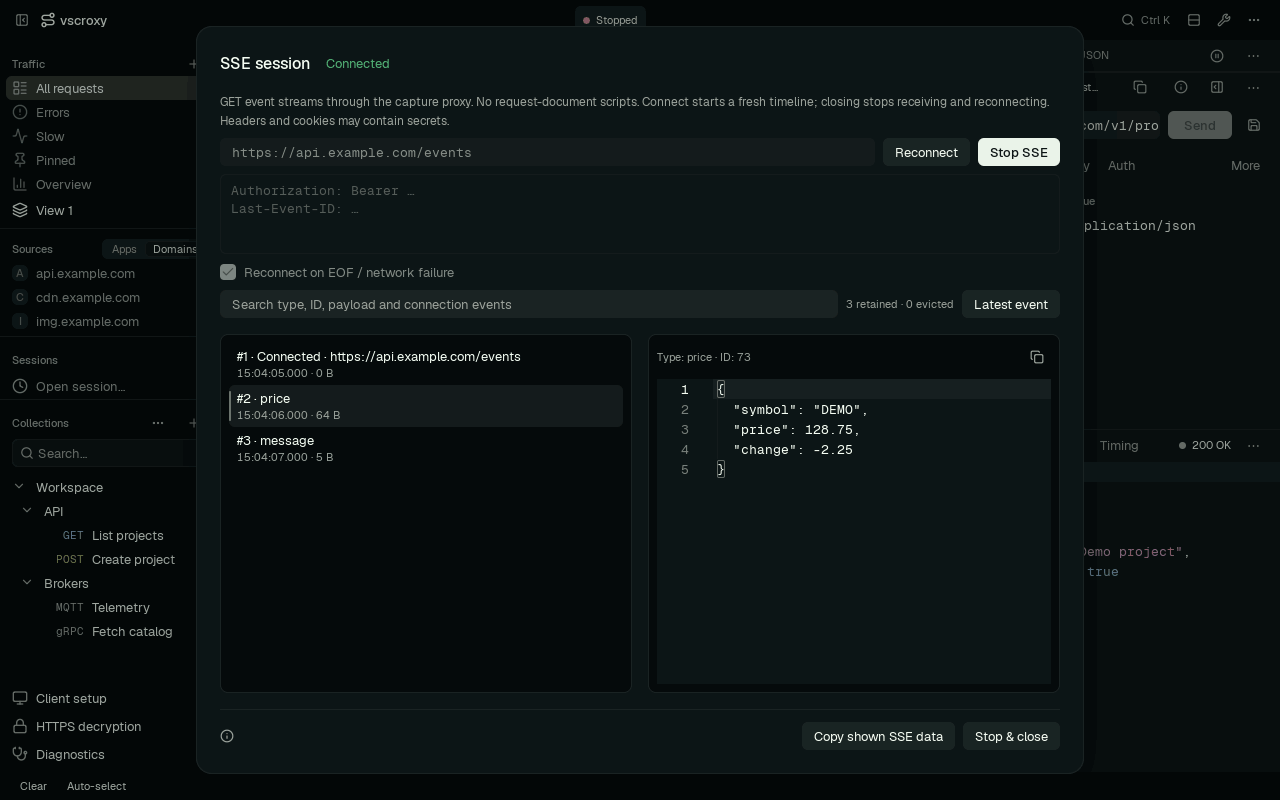 vscroxy
Stopped
Ctrl K
Traffic
All requests
Errors
Slow
Pinned
Overview
View 1
Sources
Apps
Domains
A api.example.com
C cdn.example.com
I img.example.com
Sessions
Open session…
Collections
Search…
Workspace
API
GET List projects
POST Create project
Brokers
MQTT Telemetry
gRPC Fetch catalog
Client setup
HTTPS decryption
Diagnostics
Clear
Auto-select
SSE session
Connected
GET event streams through the capture proxy. No request-document scripts. Connect starts a fresh timeline; closing stops receiving and reconnecting.
Headers and cookies may contain secrets.
https://api.example.com/events
Reconnect
Stop SSE
Authorization: Bearer …
Last-Event-ID: …
Reconnect on EOF / network failure
Search type, ID, payload and connection events
3 retained · 0 evicted
Latest event
#1 · Connected · https://api.example.com/events
15:04:05.000 · 0 B
#2 · price
15:04:06.000 · 64 B
#3 · message
15:04:07.000 · 5 B
Type: price · ID: 73
1 {
2 "symbol": "DEMO",
3 "price": 128.75,
4 "change": -2.25
5 }
Copy shown SSE data
Stop & close
JSON
st…
com/v1/pro
Send
y
Auth
More
ue
plication/json
Timing
200 OK
Demo project",
true